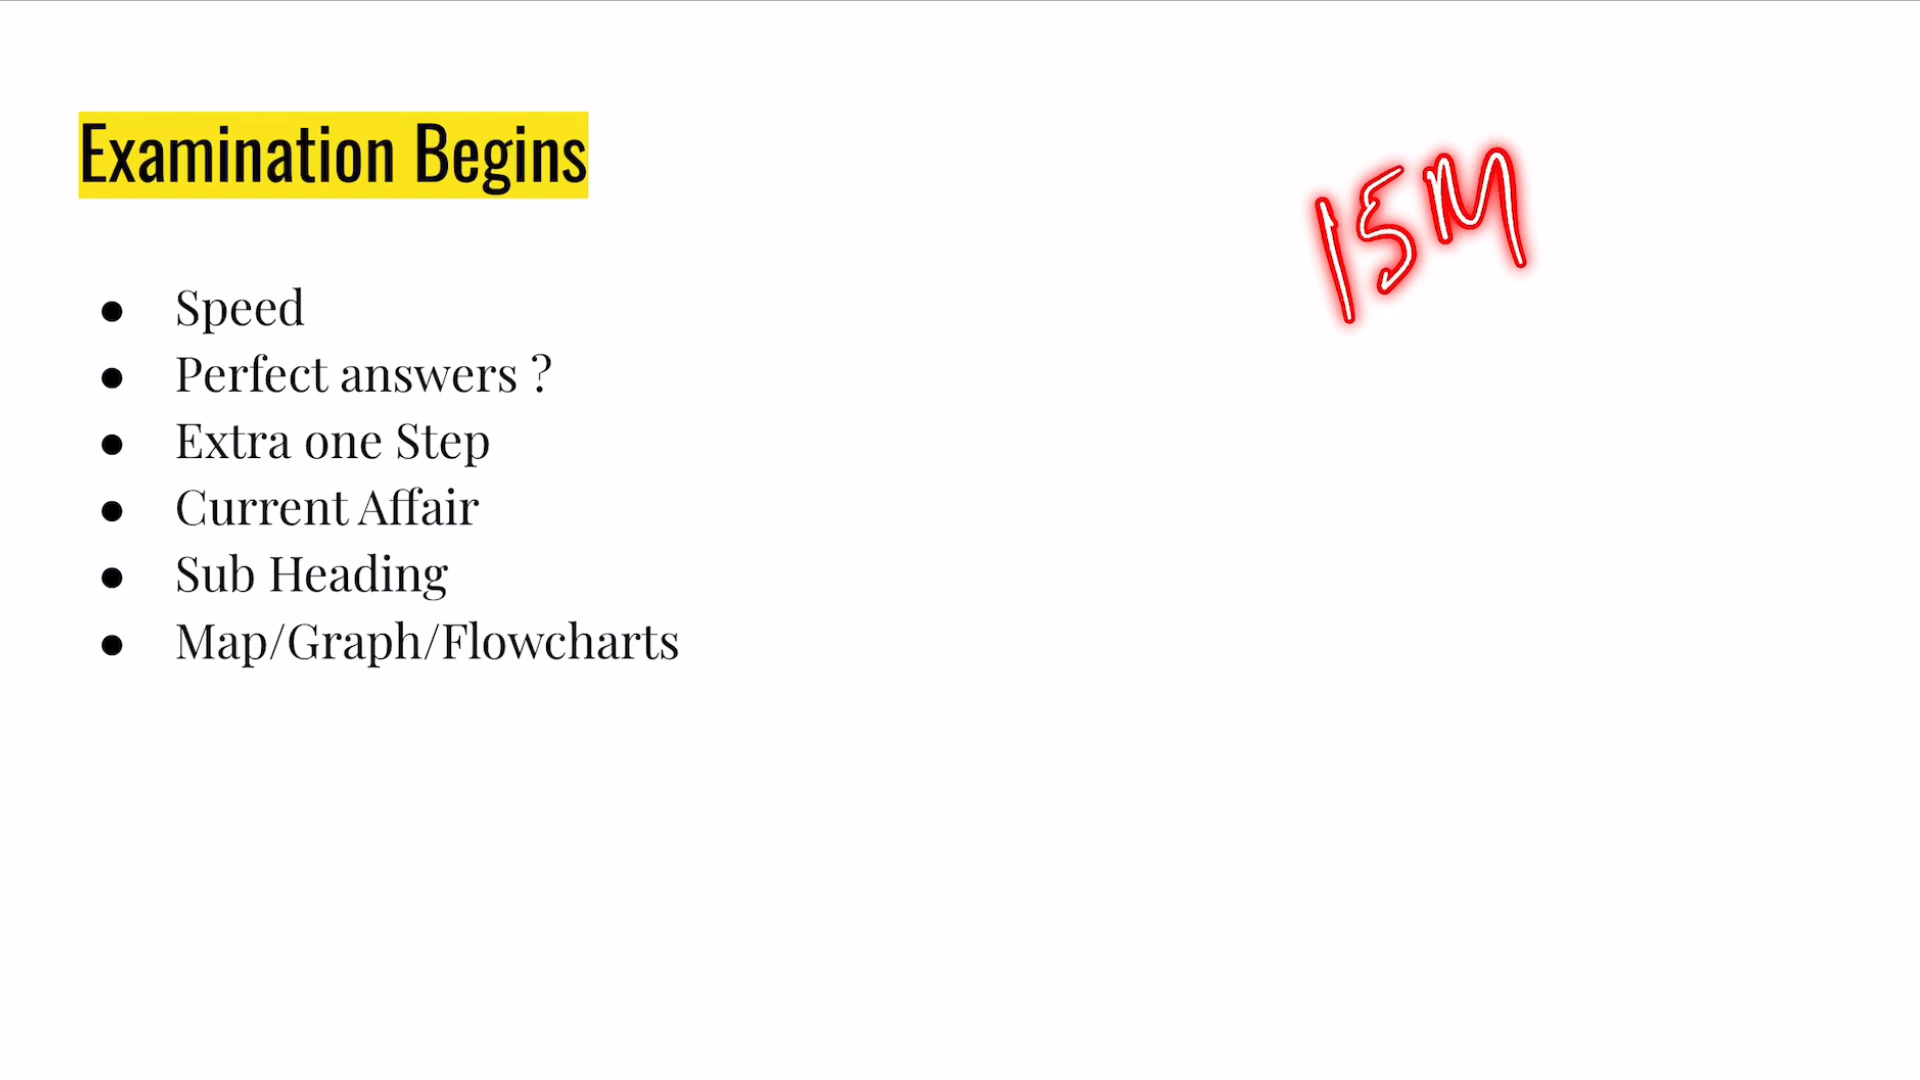 Examination Begins
15M
● Speed
● Perfect answers ?
● Extra one Step
● Current Affair
● Sub Heading
● Map/Graph/Flowcharts